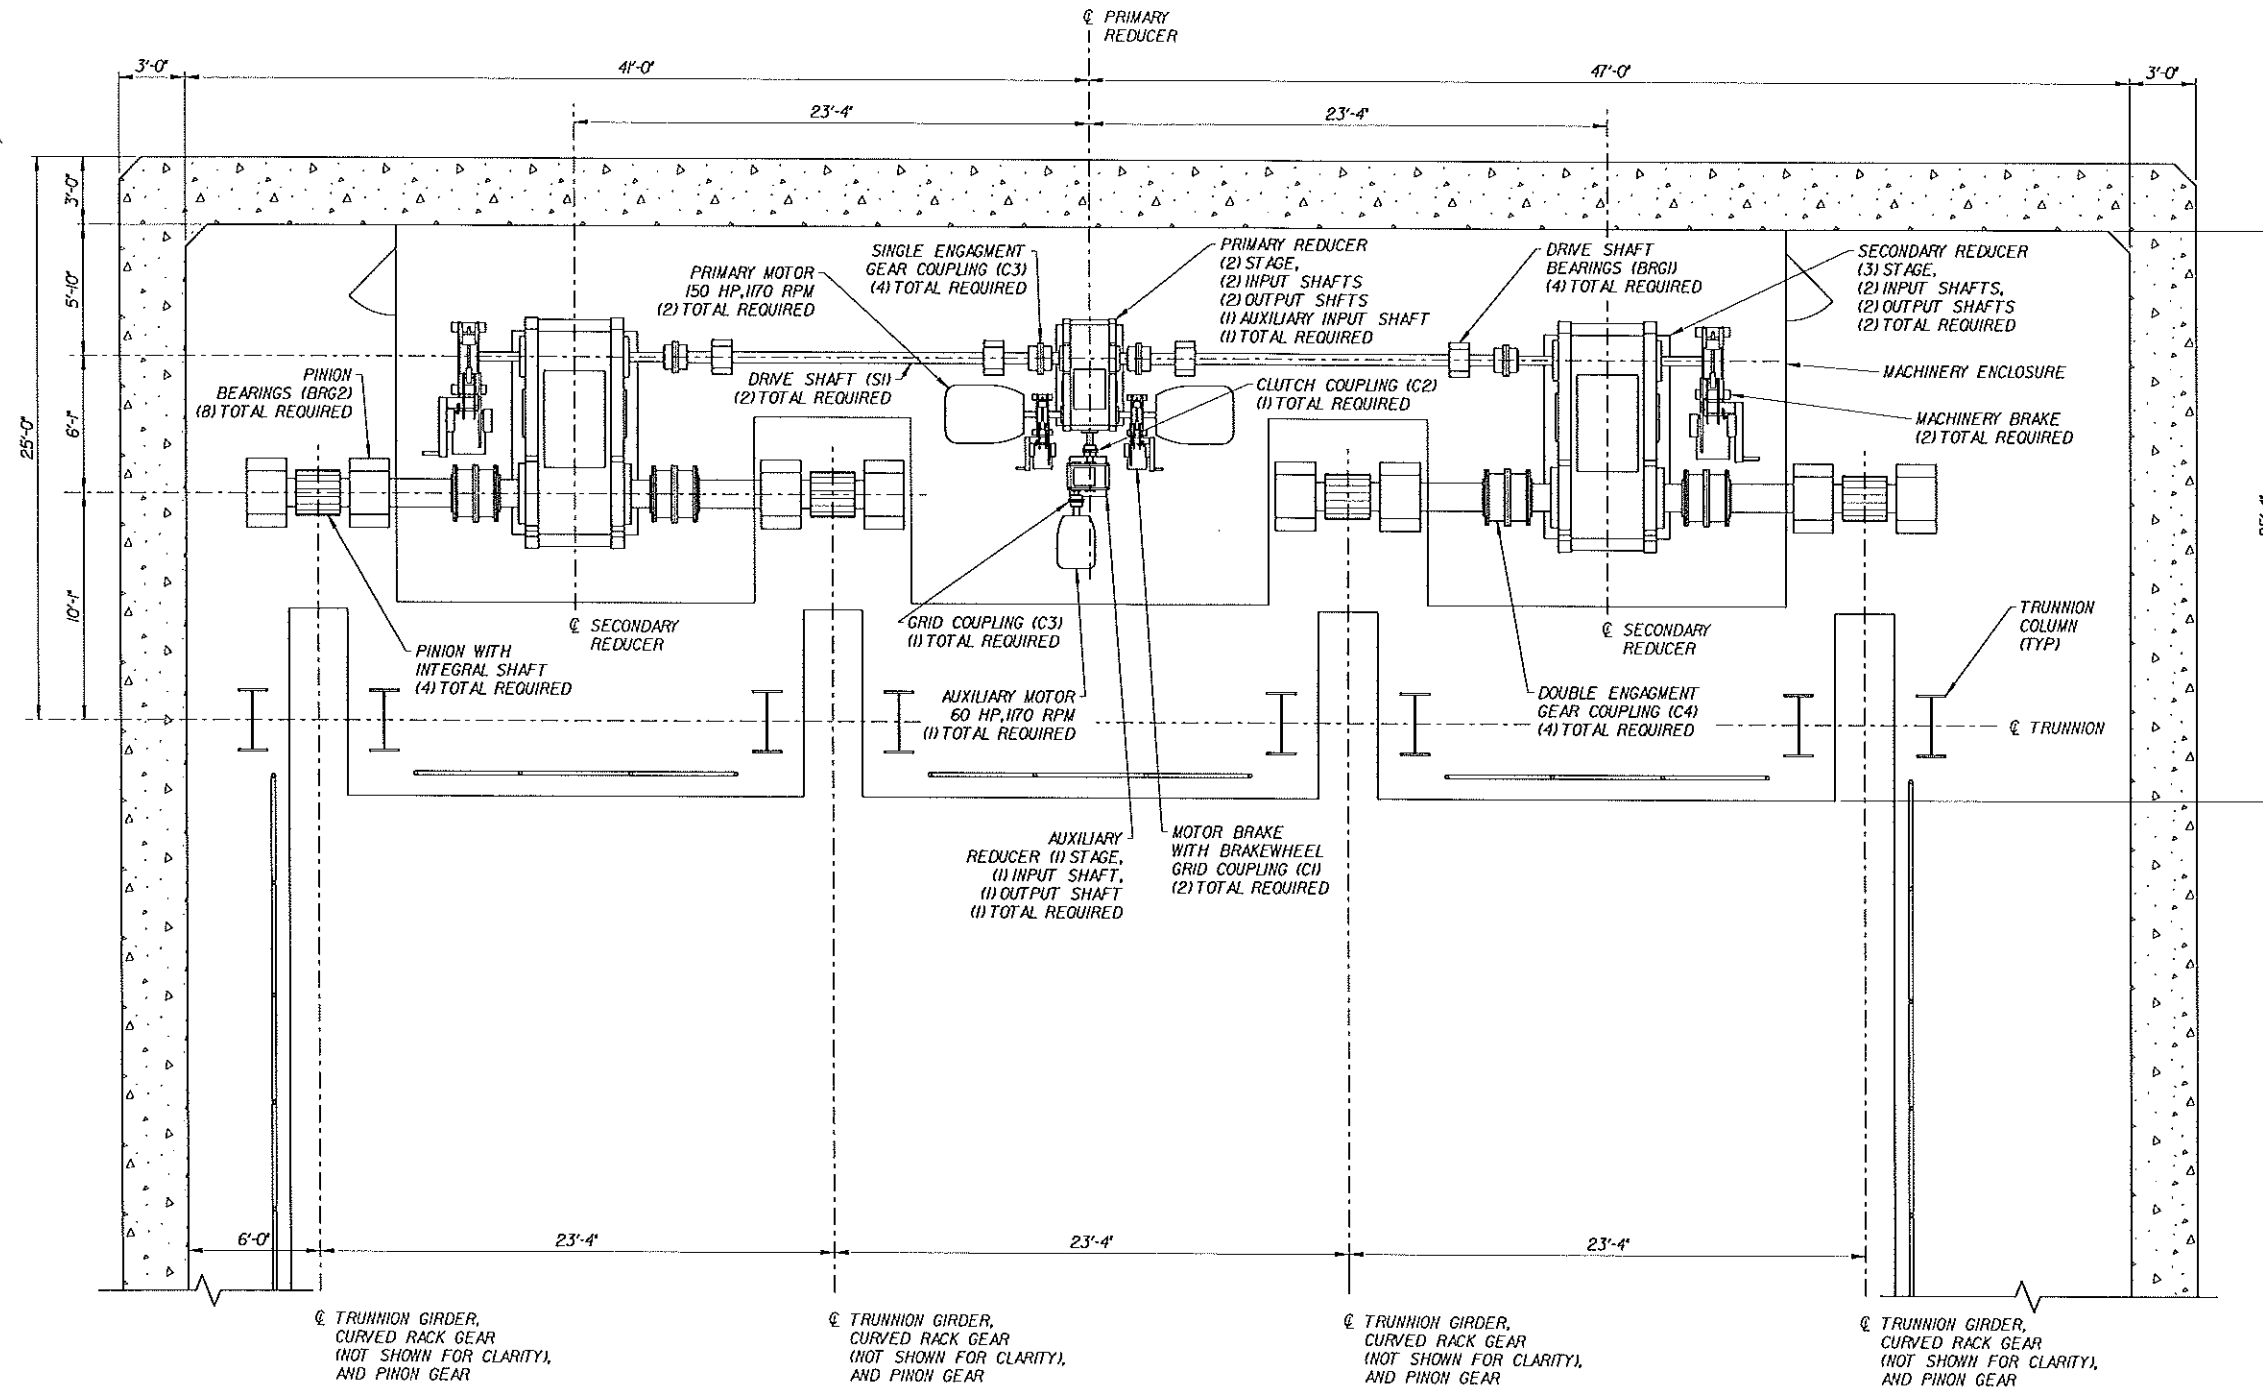 ℄ PRIMARY
REDUCER
3'-0"
41'-0"
47'-0"
3'-0"
23'-4"
23'-4"
3'-0"
5'-10"
6'-1"
25'-0"
10'-1"
SINGLE ENGAGMENT
GEAR COUPLING (C3)
(4) TOTAL REQUIRED
PRIMARY MOTOR
150 HP, 1170 RPM
(2) TOTAL REQUIRED
PRIMARY REDUCER
(2) STAGE,
(2) INPUT SHAFTS
(2) OUTPUT SHFTS
(1) AUXILIARY INPUT SHAFT
(1) TOTAL REQUIRED
DRIVE SHAFT
BEARINGS (BRG1)
(4) TOTAL REQUIRED
SECONDARY REDUCER
(3) STAGE,
(2) INPUT SHAFTS,
(2) OUTPUT SHAFTS
(2) TOTAL REQUIRED
PINION
BEARINGS (BRG2)
(8) TOTAL REQUIRED
DRIVE SHAFT (S1)
(2) TOTAL REQUIRED
CLUTCH COUPLING (C2)
(1) TOTAL REQUIRED
MACHINERY ENCLOSURE
MACHINERY BRAKE
(2) TOTAL REQUIRED
℄ SECONDARY
REDUCER
GRID COUPLING (C3)
(1) TOTAL REQUIRED
℄ SECONDARY
REDUCER
TRUNNION
COLUMN
(TYP)
PINION WITH
INTEGRAL SHAFT
(4) TOTAL REQUIRED
AUXILIARY MOTOR
60 HP, 1170 RPM
(1) TOTAL REQUIRED
DOUBLE ENGAGMENT
GEAR COUPLING (C4)
(4) TOTAL REQUIRED
℄ TRUNNION
AUXILIARY
REDUCER (1) STAGE,
(1) INPUT SHAFT,
(1) OUTPUT SHAFT
(1) TOTAL REQUIRED
MOTOR BRAKE
WITH BRAKEWHEEL
GRID COUPLING (C1)
(2) TOTAL REQUIRED
6'-0"
23'-4"
23'-4"
23'-4"
℄ TRUNNION GIRDER,
CURVED RACK GEAR
(NOT SHOWN FOR CLARITY),
AND PINON GEAR
℄ TRUNNION GIRDER,
CURVED RACK GEAR
(NOT SHOWN FOR CLARITY),
AND PINON GEAR
℄ TRUNNION GIRDER,
CURVED RACK GEAR
(NOT SHOWN FOR CLARITY),
AND PINON GEAR
℄ TRUNNION GIRDER,
CURVED RACK GEAR
(NOT SHOWN FOR CLARITY),
AND PINON GEAR